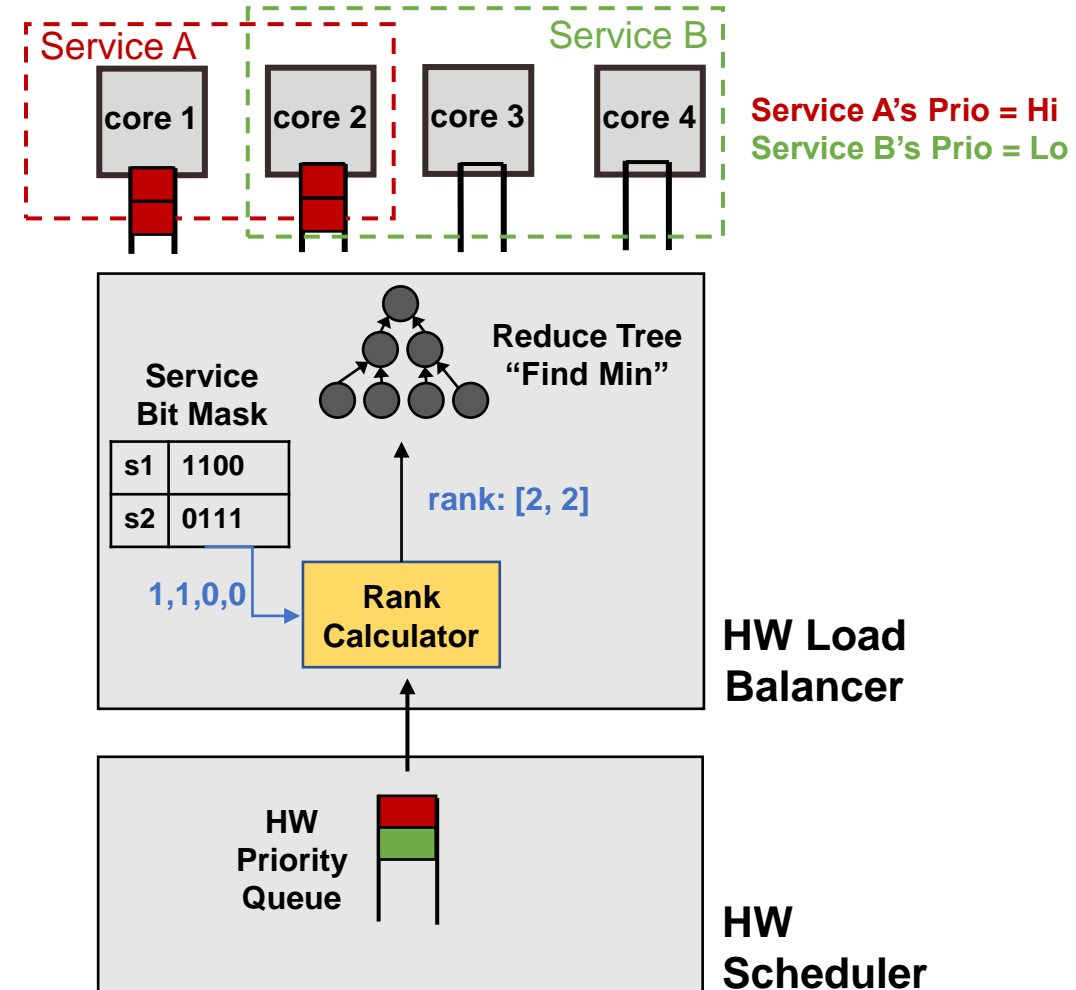 Service A
Service B
core 1
core 2
core 3
core 4
Service A’s Prio = Hi
Service B’s Prio = Lo
Reduce Tree
“Find Min”
Service
Bit Mask
s1 1100
s2 0111
rank: [2, 2]
1,1,0,0
Rank
Calculator
HW Load
Balancer
HW
Priority
Queue
HW
Scheduler